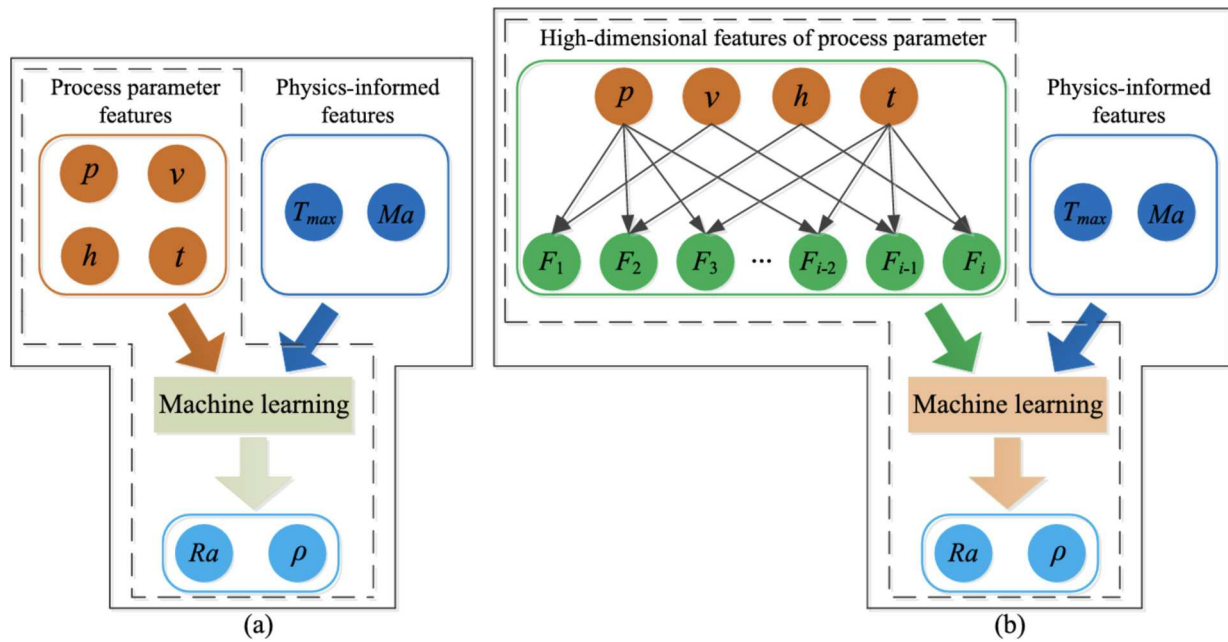 Process parameter
features
Physics-informed
features
p v
h t
Tmax Ma
Machine learning
Ra ρ
(a)
High-dimensional features of process parameter
p v h t
F1 F2 F3 ... Fi-2 Fi-1 Fi
Physics-informed
features
Tmax Ma
Machine learning
Ra ρ
(b)